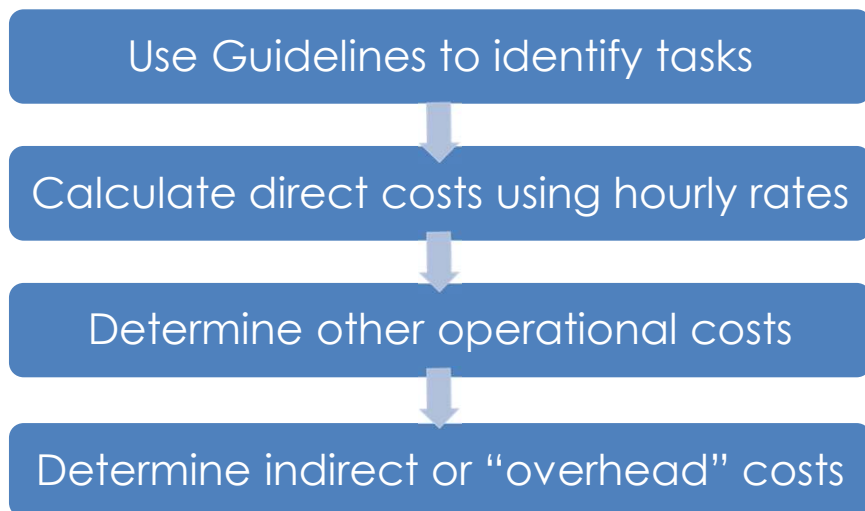 Use Guidelines to identify tasks
Calculate direct costs using hourly rates
Determine other operational costs
Determine indirect or “overhead” costs